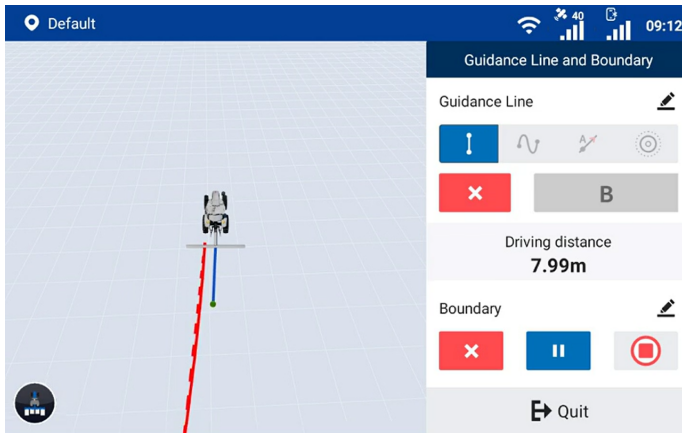 Default
40
09:12
Guidance Line and Boundary
Guidance Line
A
B
Driving distance
7.99m
Boundary
Quit